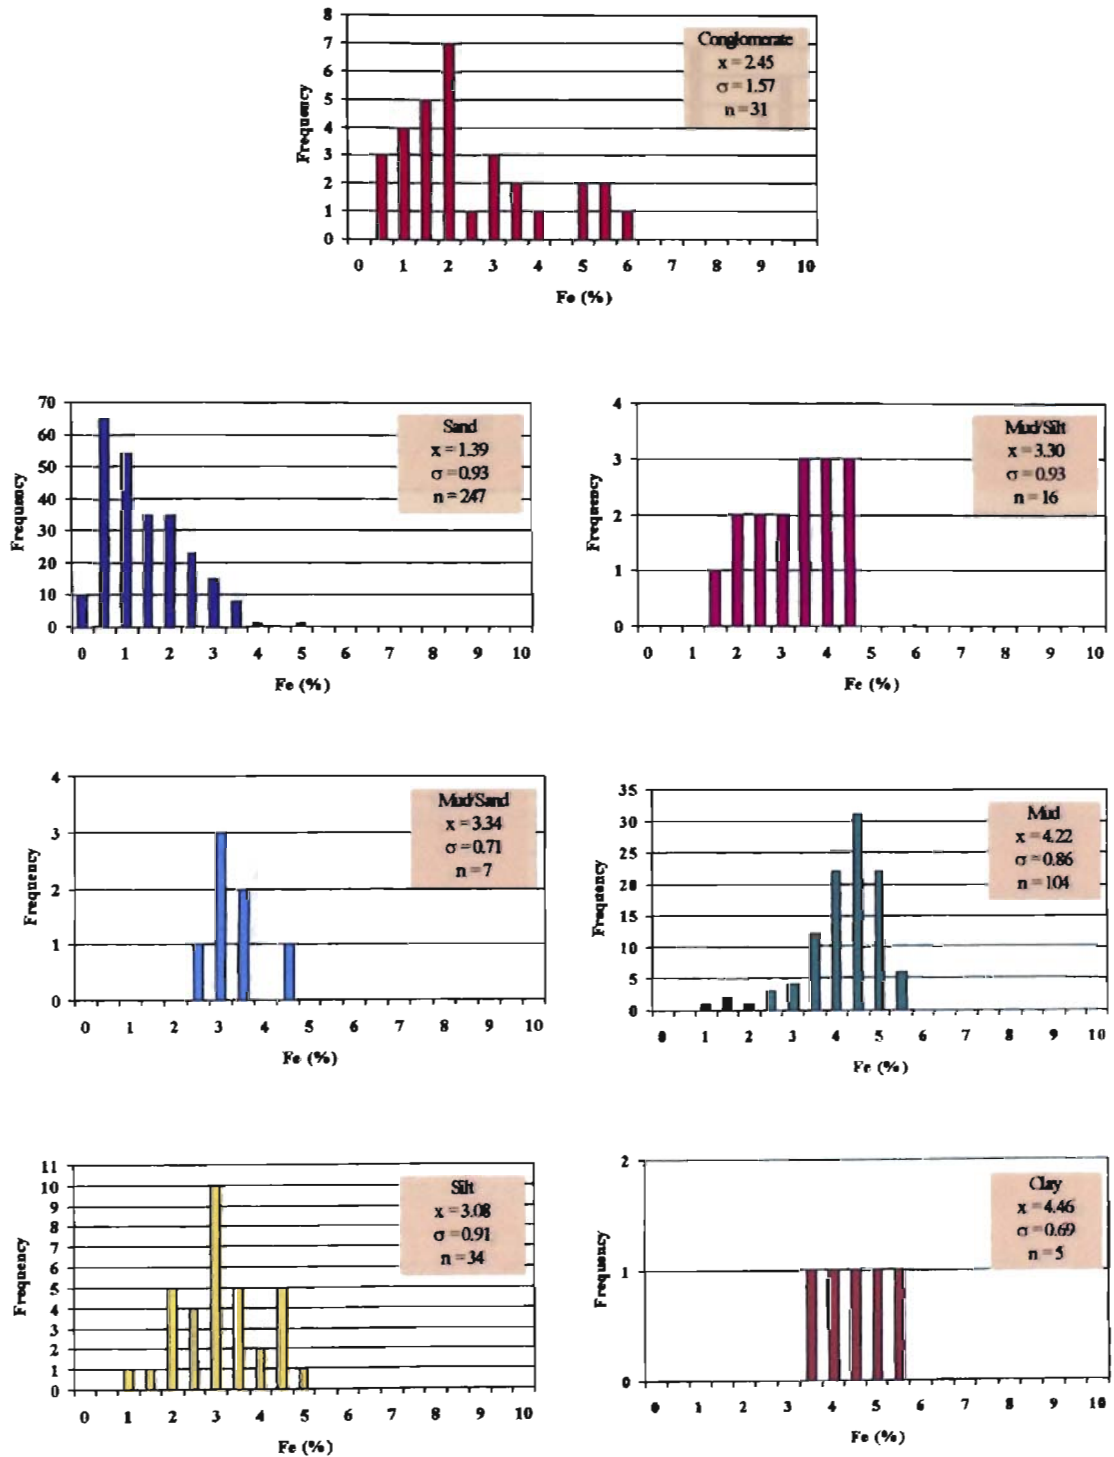 Conglomerate
x = 2.45
σ = 1.57
n = 31
Frequency
8
7
6
5
4
3
2
1
0
0 1 2 3 4 5 6 7 8 9 10
Fe (%)
Sand
x = 1.39
σ = 0.93
n = 247
Frequency
70
60
50
40
30
20
10
0
0 1 2 3 4 5 6 7 8 9 10
Fe (%)
Mud/Silt
x = 3.30
σ = 0.93
n = 16
Frequency
4
3
2
1
0
0 1 2 3 4 5 6 7 8 9 10
Fe (%)
Mud/Sand
x = 3.34
σ = 0.71
n = 7
Frequency
4
3
2
1
0
0 1 2 3 4 5 6 7 8 9 10
Fe (%)
Mud
x = 4.22
σ = 0.86
n = 104
Frequency
35
30
25
20
15
10
5
0
0 1 2 3 4 5 6 7 8 9 10
Fe (%)
Silt
x = 3.08
σ = 0.91
n = 34
Frequency
11
10
9
8
7
6
5
4
3
2
1
0
0 1 2 3 4 5 6 7 8 9 10
Fe (%)
Clay
x = 4.46
σ = 0.69
n = 5
Frequency
2
1
0
0 1 2 3 4 5 6 7 8 9 10
Fe (%)